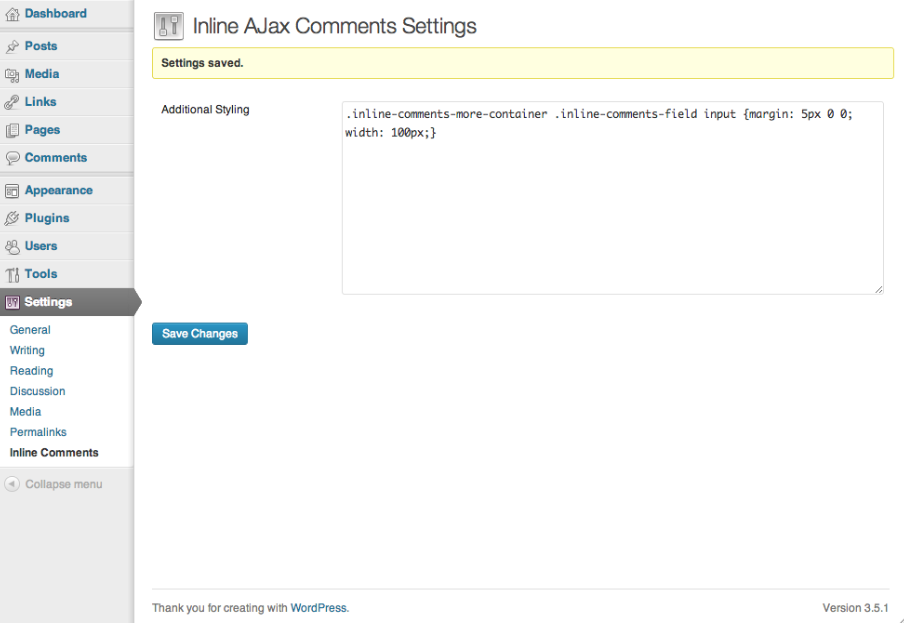 Dashboard
Posts
Media
Links
Pages
Comments
Appearance
Plugins
Users
Tools
Settings
General
Writing
Reading
Discussion
Media
Permalinks
Inline Comments
Collapse menu
Inline AJax Comments Settings
Settings saved.
Additional Styling
.inline-comments-more-container .inline-comments-field input {margin: 5px 0 0;
width: 100px;}
Save Changes
Thank you for creating with WordPress.
Version 3.5.1